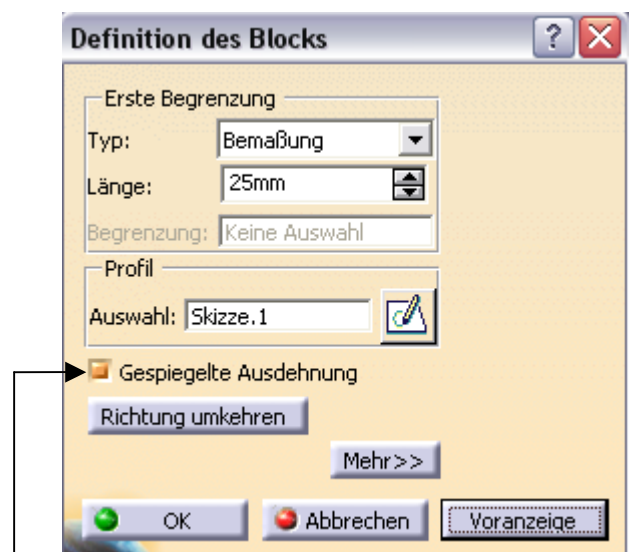 Definition des Blocks
Erste Begrenzung
Typ: Bemaßung
Länge: 25mm
Begrenzung: Keine Auswahl
Profil
Auswahl: Skizze.1
Gespiegelte Ausdehnung
Richtung umkehren
Mehr>>
OK Abbrechen Voranzeige